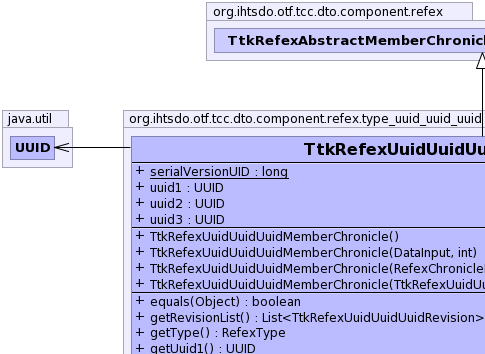 org.ihtsdo.otf.tcc.dto.component.refex
TtkRefexAbstractMemberChronic
java.util
UUID
org.ihtsdo.otf.tcc.dto.component.refex.type_uuid_uuid_uuid
TtkRefexUuidUuidUu
+ serialVersionUID : long
+ uuid1 : UUID
+ uuid2 : UUID
+ uuid3 : UUID
+ TtkRefexUuidUuidUuidMemberChronicle()
+ TtkRefexUuidUuidUuidMemberChronicle(DataInput, int)
+ TtkRefexUuidUuidUuidMemberChronicle(RefexChronicle
+ TtkRefexUuidUuidUuidMemberChronicle(TtkRefexUuidUu
+ equals(Object) : boolean
+ getRevisionList() : List<TtkRefexUuidUuidUuidRevision>
+ getType() : RefexType
+ getUuid1() : UUID